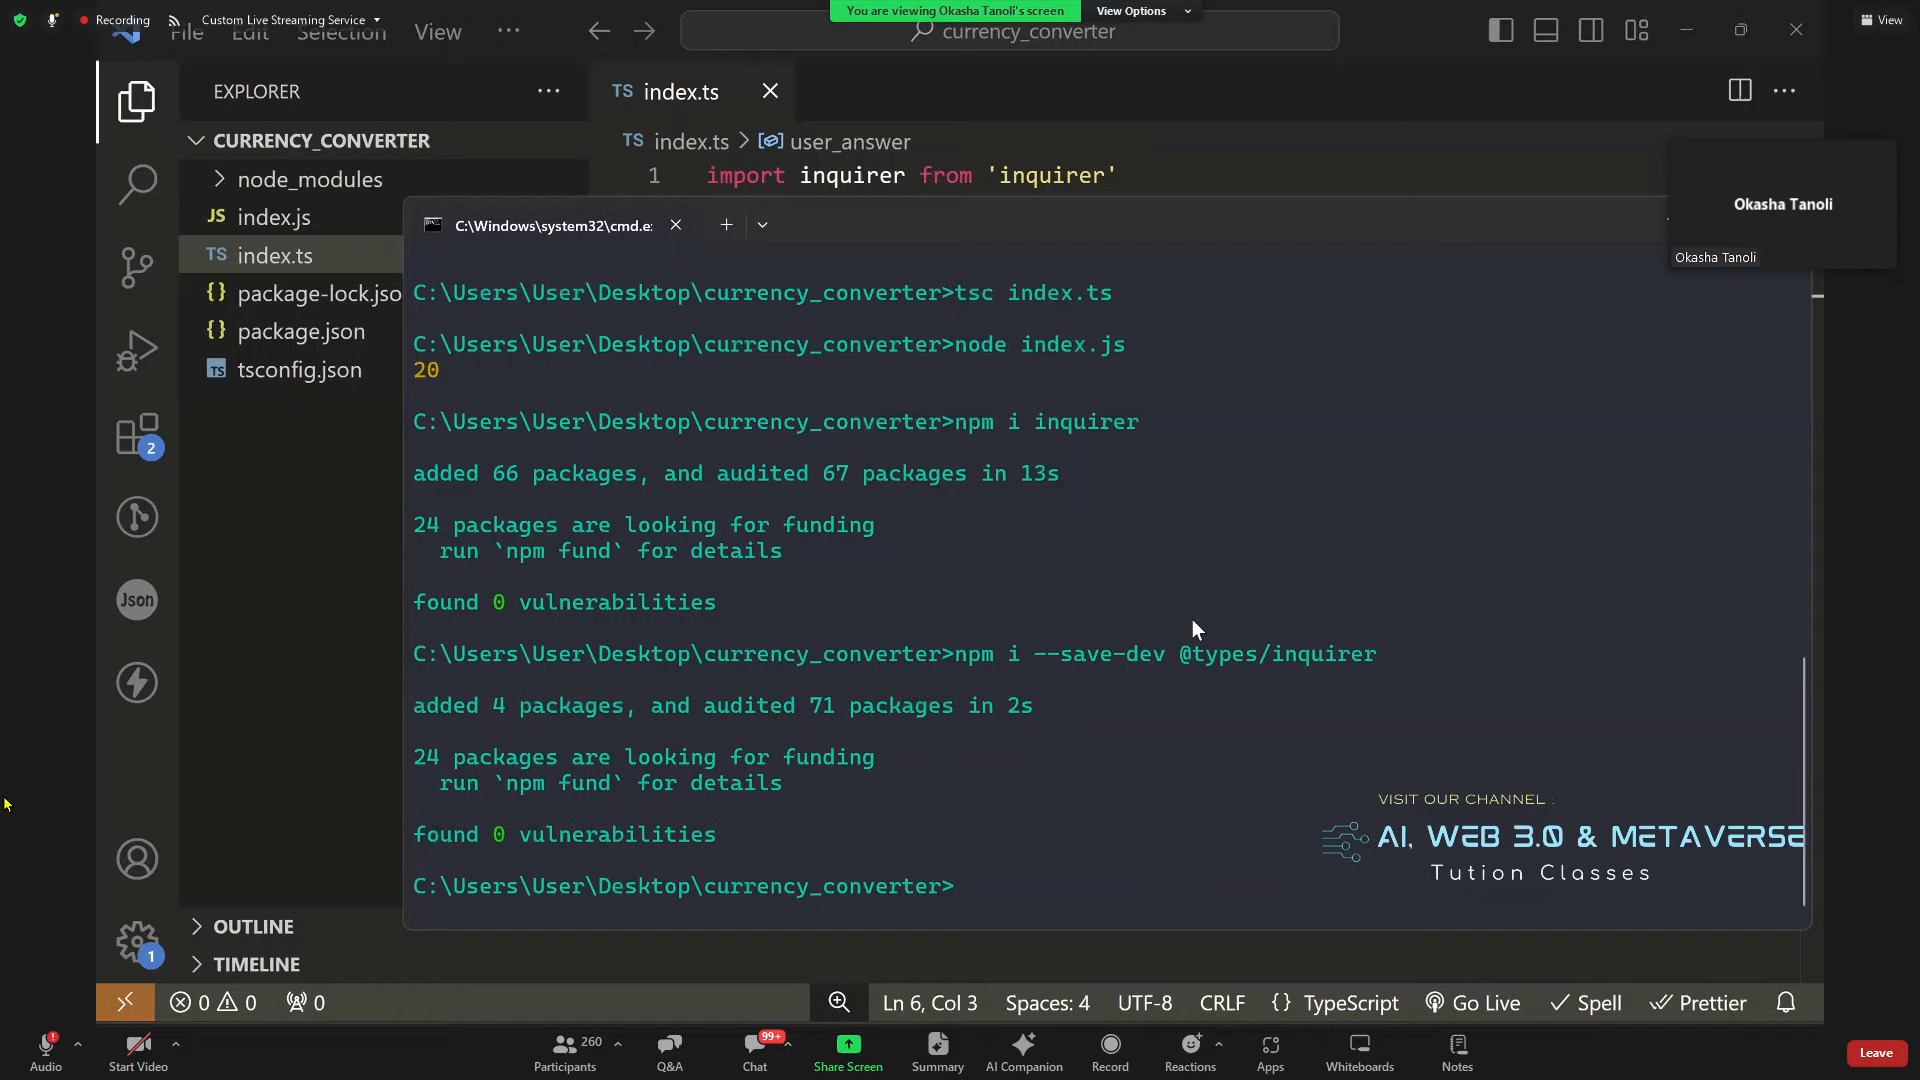 Recording
Custom Live Streaming Service
You are viewing Okasha Tanoli's screen
View Options
View
File Edit Selection View
currency_converter
EXPLORER
TS index.ts
CURRENCY_CONVERTER
TS index.ts > user_answer
node_modules
1 import inquirer from 'inquirer'
JS index.js
TS index.ts
{} package-lock.jso
{} package.json
TS tsconfig.json
Okasha Tanoli
Okasha Tanoli
C:\Windows\system32\cmd.e:
C:\Users\User\Desktop\currency_converter>tsc index.ts
C:\Users\User\Desktop\currency_converter>node index.js
20
C:\Users\User\Desktop\currency_converter>npm i inquirer
added 66 packages, and audited 67 packages in 13s
24 packages are looking for funding
run `npm fund` for details
found 0 vulnerabilities
C:\Users\User\Desktop\currency_converter>npm i --save-dev @types/inquirer
added 4 packages, and audited 71 packages in 2s
24 packages are looking for funding
run `npm fund` for details
found 0 vulnerabilities
C:\Users\User\Desktop\currency_converter>
2
Json
1
VISIT OUR CHANNEL :
AI, WEB 3.0 & METAVERSE
Tution Classes
OUTLINE
TIMELINE
0 0 0
Ln 6, Col 3 Spaces: 4 UTF-8 CRLF {} TypeScript Go Live Spell Prettier
260
99+
Audio Start Video Participants Q&A Chat Share Screen Summary AI Companion Record Reactions Apps Whiteboards Notes Leave